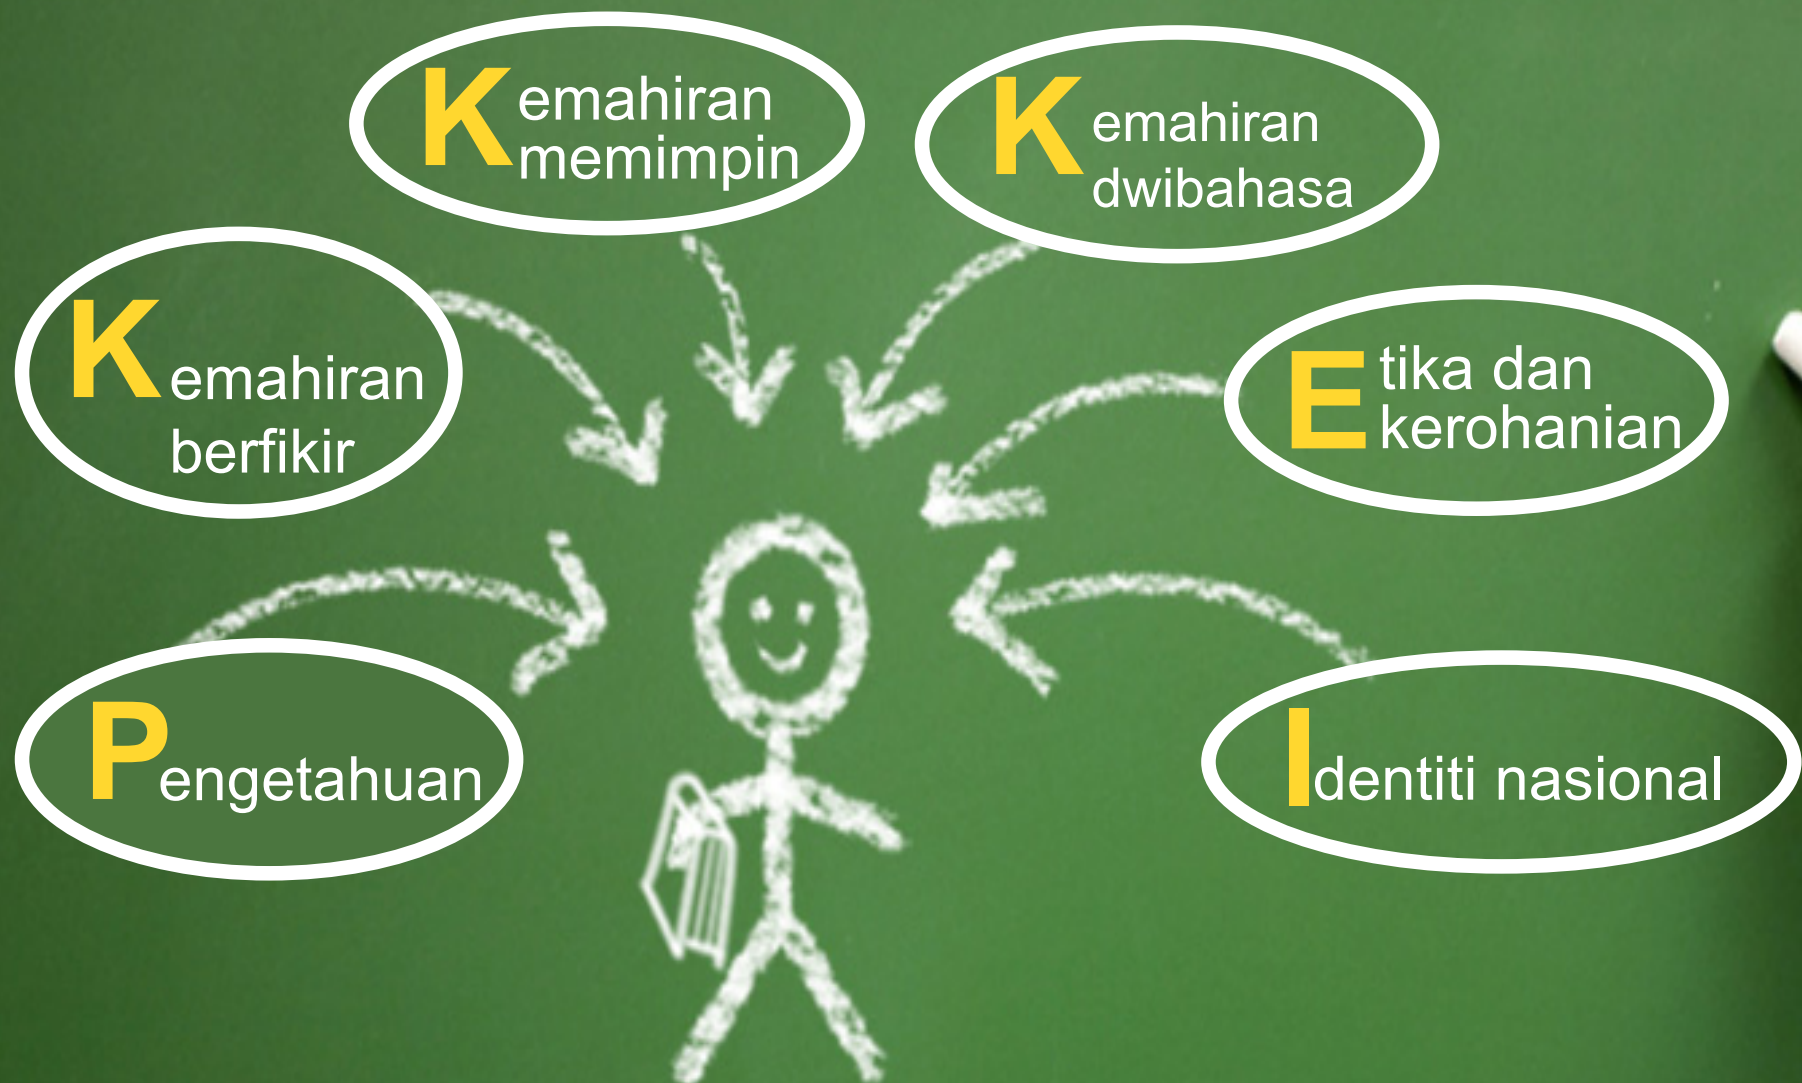 Kemahiran
memimpin
Kemahiran
dwibahasa
Kemahiran
berfikir
Etika dan
kerohanian
Pengetahuan
Identiti nasional